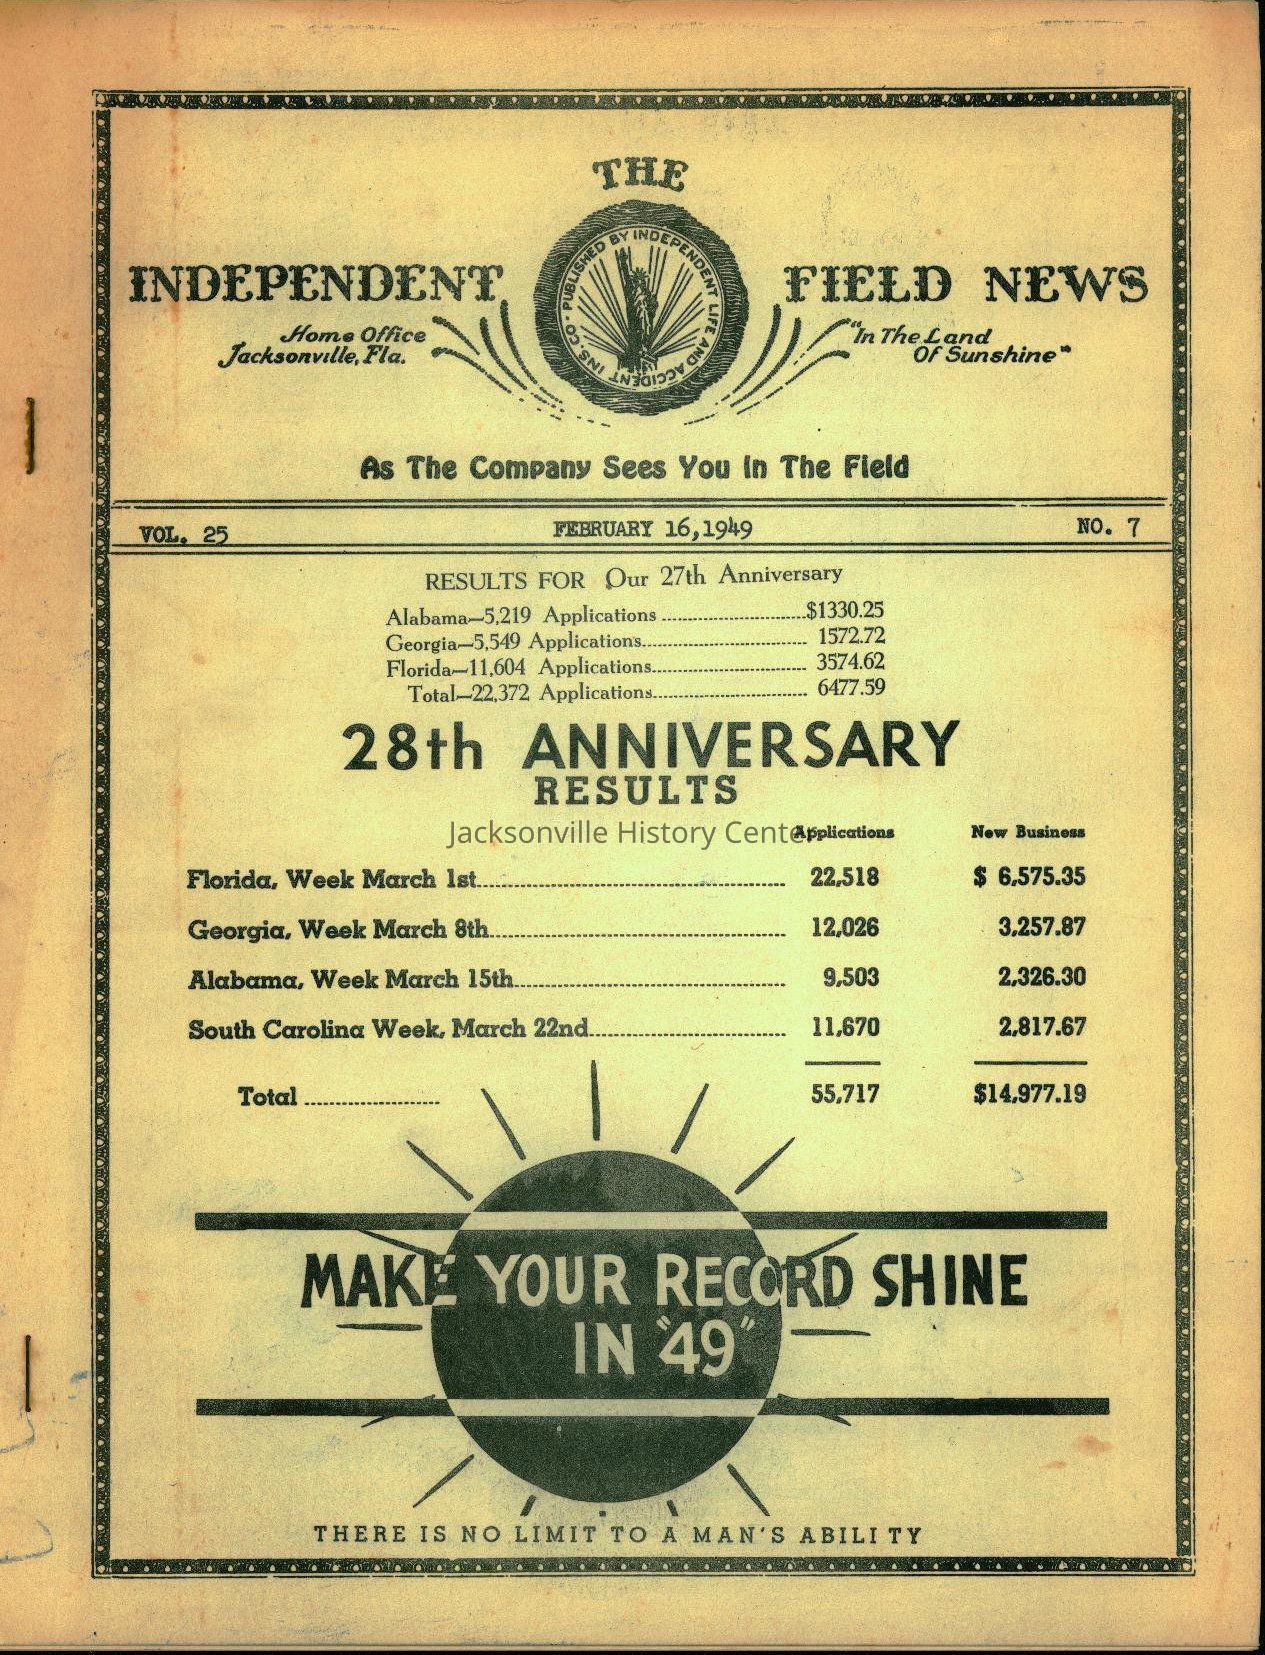 THE
INDEPENDENT FIELD NEWS
PUBLISHED BY INDEPENDENT LIFE AND ACCIDENT INS. CO.
Home Office
Jacksonville, Fla.
"In The Land
Of Sunshine"
As The Company Sees You In The Field
VOL. 25 FEBRUARY 16,1949 NO. 7
RESULTS FOR Our 27th Anniversary
Alabama—5,219 Applications ........ $1330.25
Georgia—5,549 Applications........ 1572.72
Florida—11,604 Applications........ 3574.62
Total—22,372 Applications........ 6477.59
28th ANNIVERSARY
RESULTS
Jacksonville History Center
Applications New Business
Florida, Week March 1st........ 22,518 $ 6,575.35
Georgia, Week March 8th........ 12,026 3,257.87
Alabama, Week March 15th........ 9,503 2,326.30
South Carolina Week, March 22nd........ 11,670 2,817.67
Total ........ 55,717 $14,977.19
MAKE YOUR RECORD SHINE
IN "49"
THERE IS NO LIMIT TO A MAN'S ABILITY